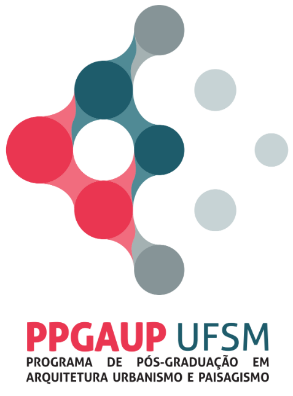 PPGAUP UFSM
PROGRAMA DE PÓS-GRADUAÇÃO EM
ARQUITETURA URBANISMO E PAISAGISMO